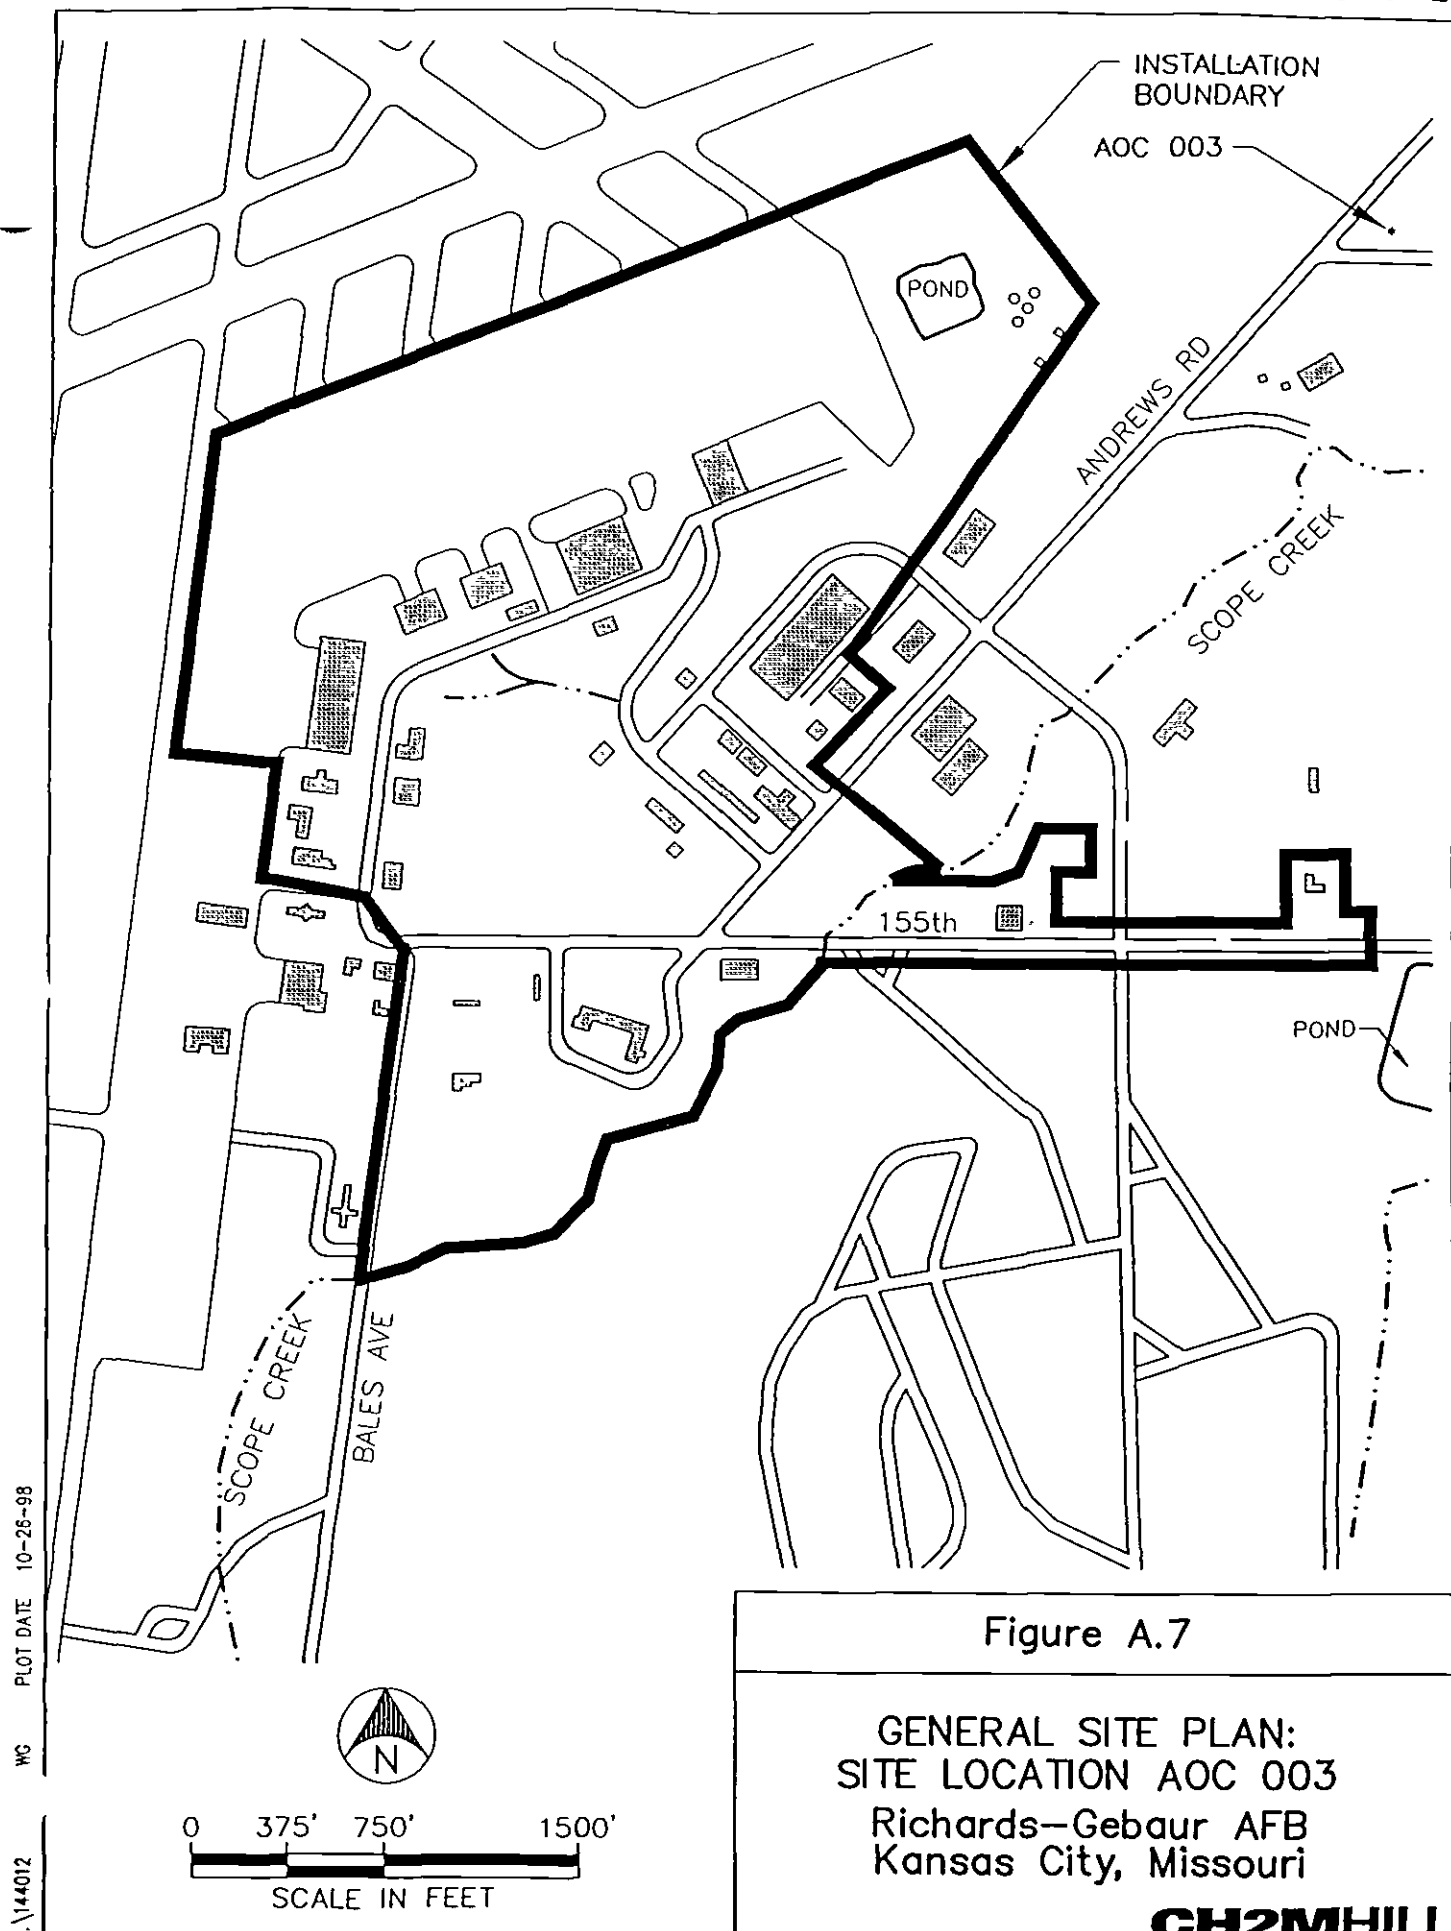 INSTALLATION
BOUNDARY
AOC 003
POND
ANDREWS RD
SCOPE CREEK
155th
POND
SCOPE CREEK
BALES AVE
N
0 375' 750' 1500'
SCALE IN FEET
Figure A.7
GENERAL SITE PLAN:
SITE LOCATION AOC 003
Richards-Gebaur AFB
Kansas City, Missouri
CH2MHILL
.\144012 WG PLOT DATE 10-26-98